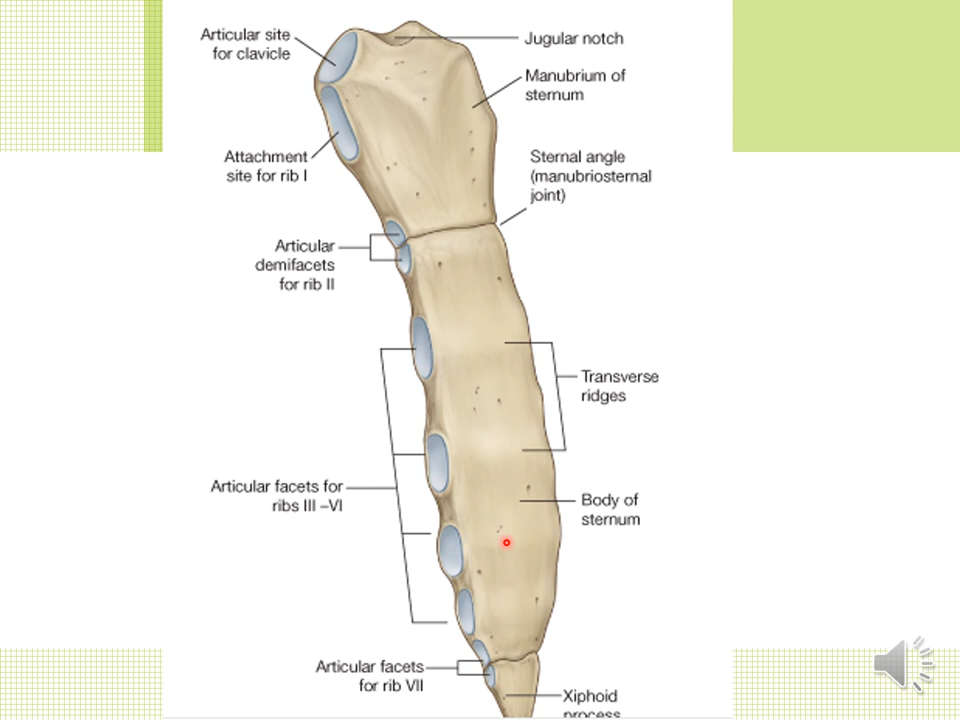 Articular site
for clavicle
Jugular notch
Manubrium of
sternum
Attachment
site for rib I
Sternal angle
(manubriosternal
joint)
Articular
demifacets
for rib II
Transverse
ridges
Articular facets for
ribs III –VI
Body of
sternum
Articular facets
for rib VII
Xiphoid
process